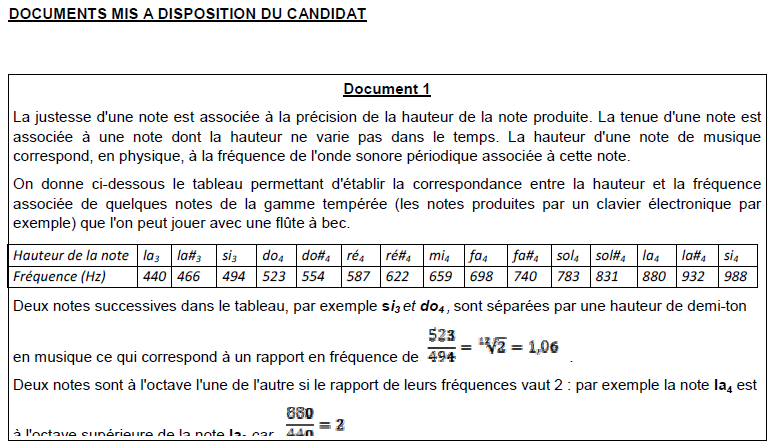 DOCUMENTS MIS A DISPOSITION DU CANDIDAT
Document 1
La justesse d'une note est associée à la précision de la hauteur de la note produite. La tenue d'une note est
associée à une note dont la hauteur ne varie pas dans le temps. La hauteur d'une note de musique
correspond, en physique, à la fréquence de l'onde sonore périodique associée à cette note.
On donne ci-dessous le tableau permettant d'établir la correspondance entre la hauteur et la fréquence
associée de quelques notes de la gamme tempérée (les notes produites par un clavier électronique par
exemple) que l'on peut jouer avec une flûte à bec.
Hauteur de la note la₃ la#₃ si₃ do₄ do#₄ ré₄ ré#₄ mi₄ fa₄ fa#₄ sol₄ sol#₄ la₄ la#₄ si₄
Fréquence (Hz) 440 466 494 523 554 587 622 659 698 740 783 831 880 932 988
Deux notes successives dans le tableau, par exemple si₃ et do₄, sont séparées par une hauteur de demi-ton
en musique ce qui correspond à un rapport en fréquence de 523/494 = ¹²√2 = 1,06 .
Deux notes sont à l'octave l'une de l'autre si le rapport de leurs fréquences vaut 2 : par exemple la note la₄ est
à l'octave supérieure de la note la₃ car 880/440 = 2